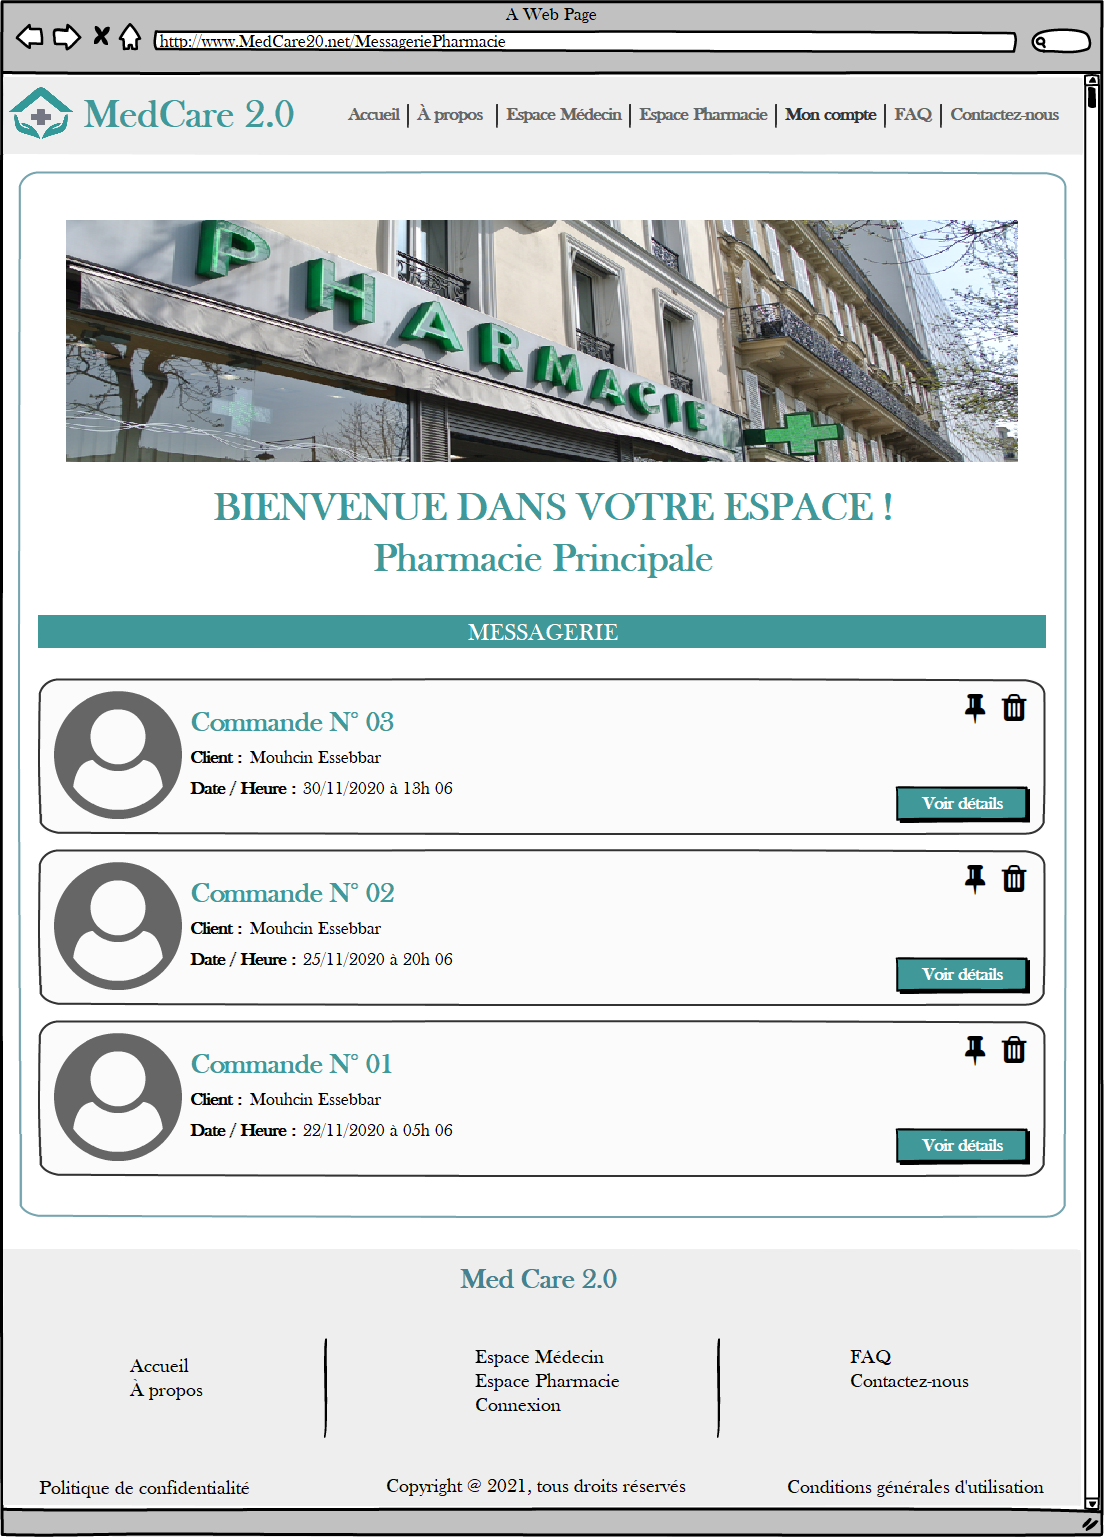 A Web Page
http://www.MedCare20.net/MessageriePharmacie
MedCare 2.0
Accueil
À propos
Espace Médecin
Espace Pharmacie
Mon compte
FAQ
Contactez-nous
PHARMACIE
BIENVENUE DANS VOTRE ESPACE !
Pharmacie Principale
MESSAGERIE
Commande N° 03
Client : Mouhcin Essebbar
Date / Heure : 30/11/2020 à 13h 06
Voir détails
Commande N° 02
Client : Mouhcin Essebbar
Date / Heure : 25/11/2020 à 20h 06
Voir détails
Commande N° 01
Client : Mouhcin Essebbar
Date / Heure : 22/11/2020 à 05h 06
Voir détails
Med Care 2.0
Accueil
À propos
Espace Médecin
Espace Pharmacie
Connexion
FAQ
Contactez-nous
Politique de confidentialité
Copyright @ 2021, tous droits réservés
Conditions générales d'utilisation